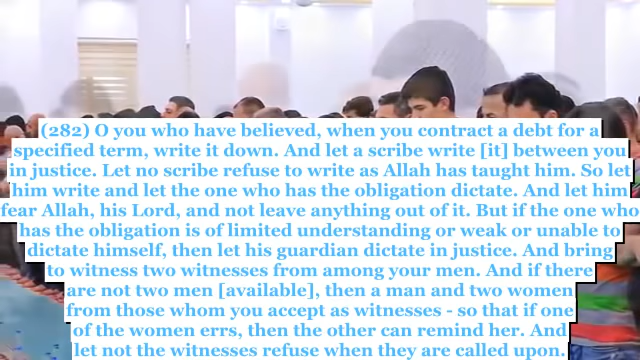 (282) O you who have believed, when you contract a debt for a
specified term, write it down. And let a scribe write [it] between you
in justice. Let no scribe refuse to write as Allah has taught him. So let
him write and let the one who has the obligation dictate. And let him
fear Allah, his Lord, and not leave anything out of it. But if the one who
has the obligation is of limited understanding or weak or unable to
dictate himself, then let his guardian dictate in justice. And bring
to witness two witnesses from among your men. And if there
are not two men [available], then a man and two women
from those whom you accept as witnesses - so that if one
of the women errs, then the other can remind her. And
let not the witnesses refuse when they are called upon.